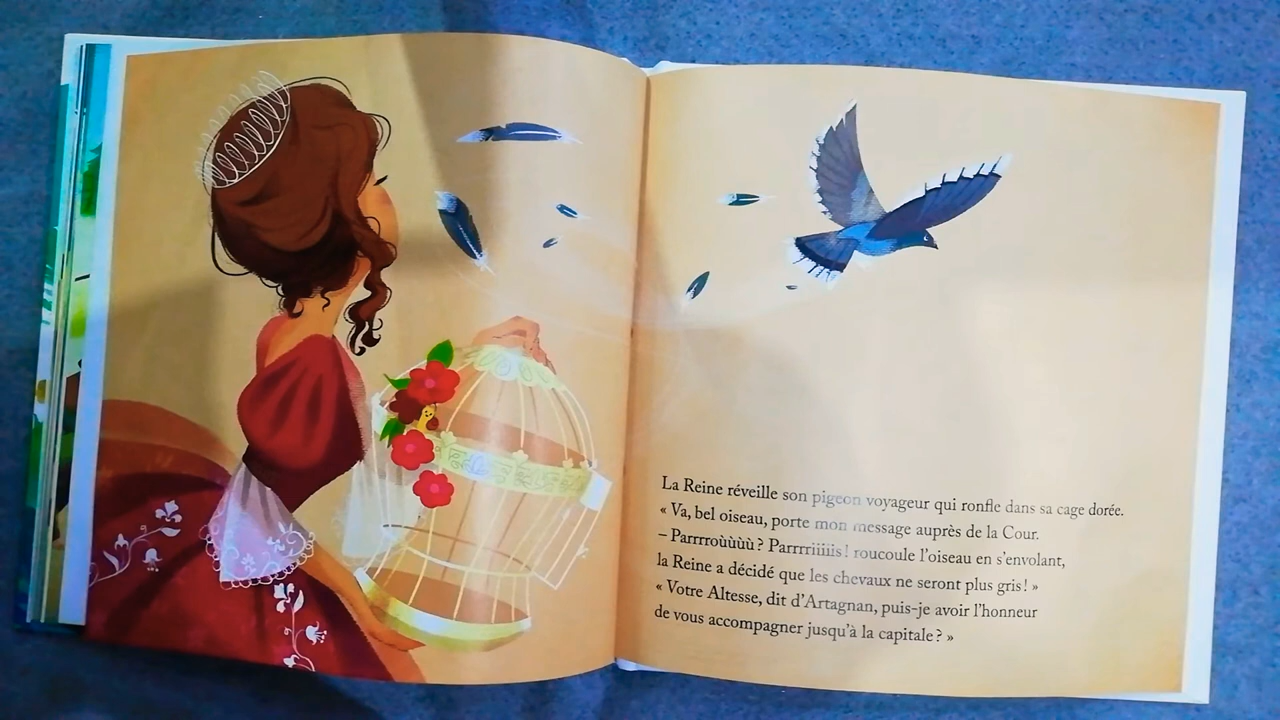 La Reine réveille son pigeon voyageur qui ronfle dans sa cage dorée.
« Va, bel oiseau, porte mon message auprès de la Cour.
– Parrrroùùùù ? Parrrriiiiis ! roucoule l’oiseau en s’envolant,
la Reine a décidé que les chevaux ne seront plus gris ! »
« Votre Altesse, dit d’Artagnan, puis-je avoir l’honneur
de vous accompagner jusqu’à la capitale ? »